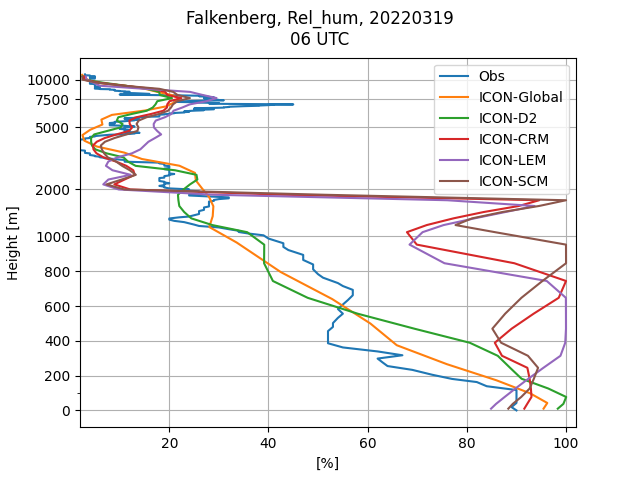 Falkenberg, Rel_hum, 20220319
06 UTC
Obs
ICON-Global
ICON-D2
ICON-CRM
ICON-LEM
ICON-SCM
Height [m]
10000
7500
5000
2000
1000
800
600
400
200
0
20
40
60
80
100
[%]